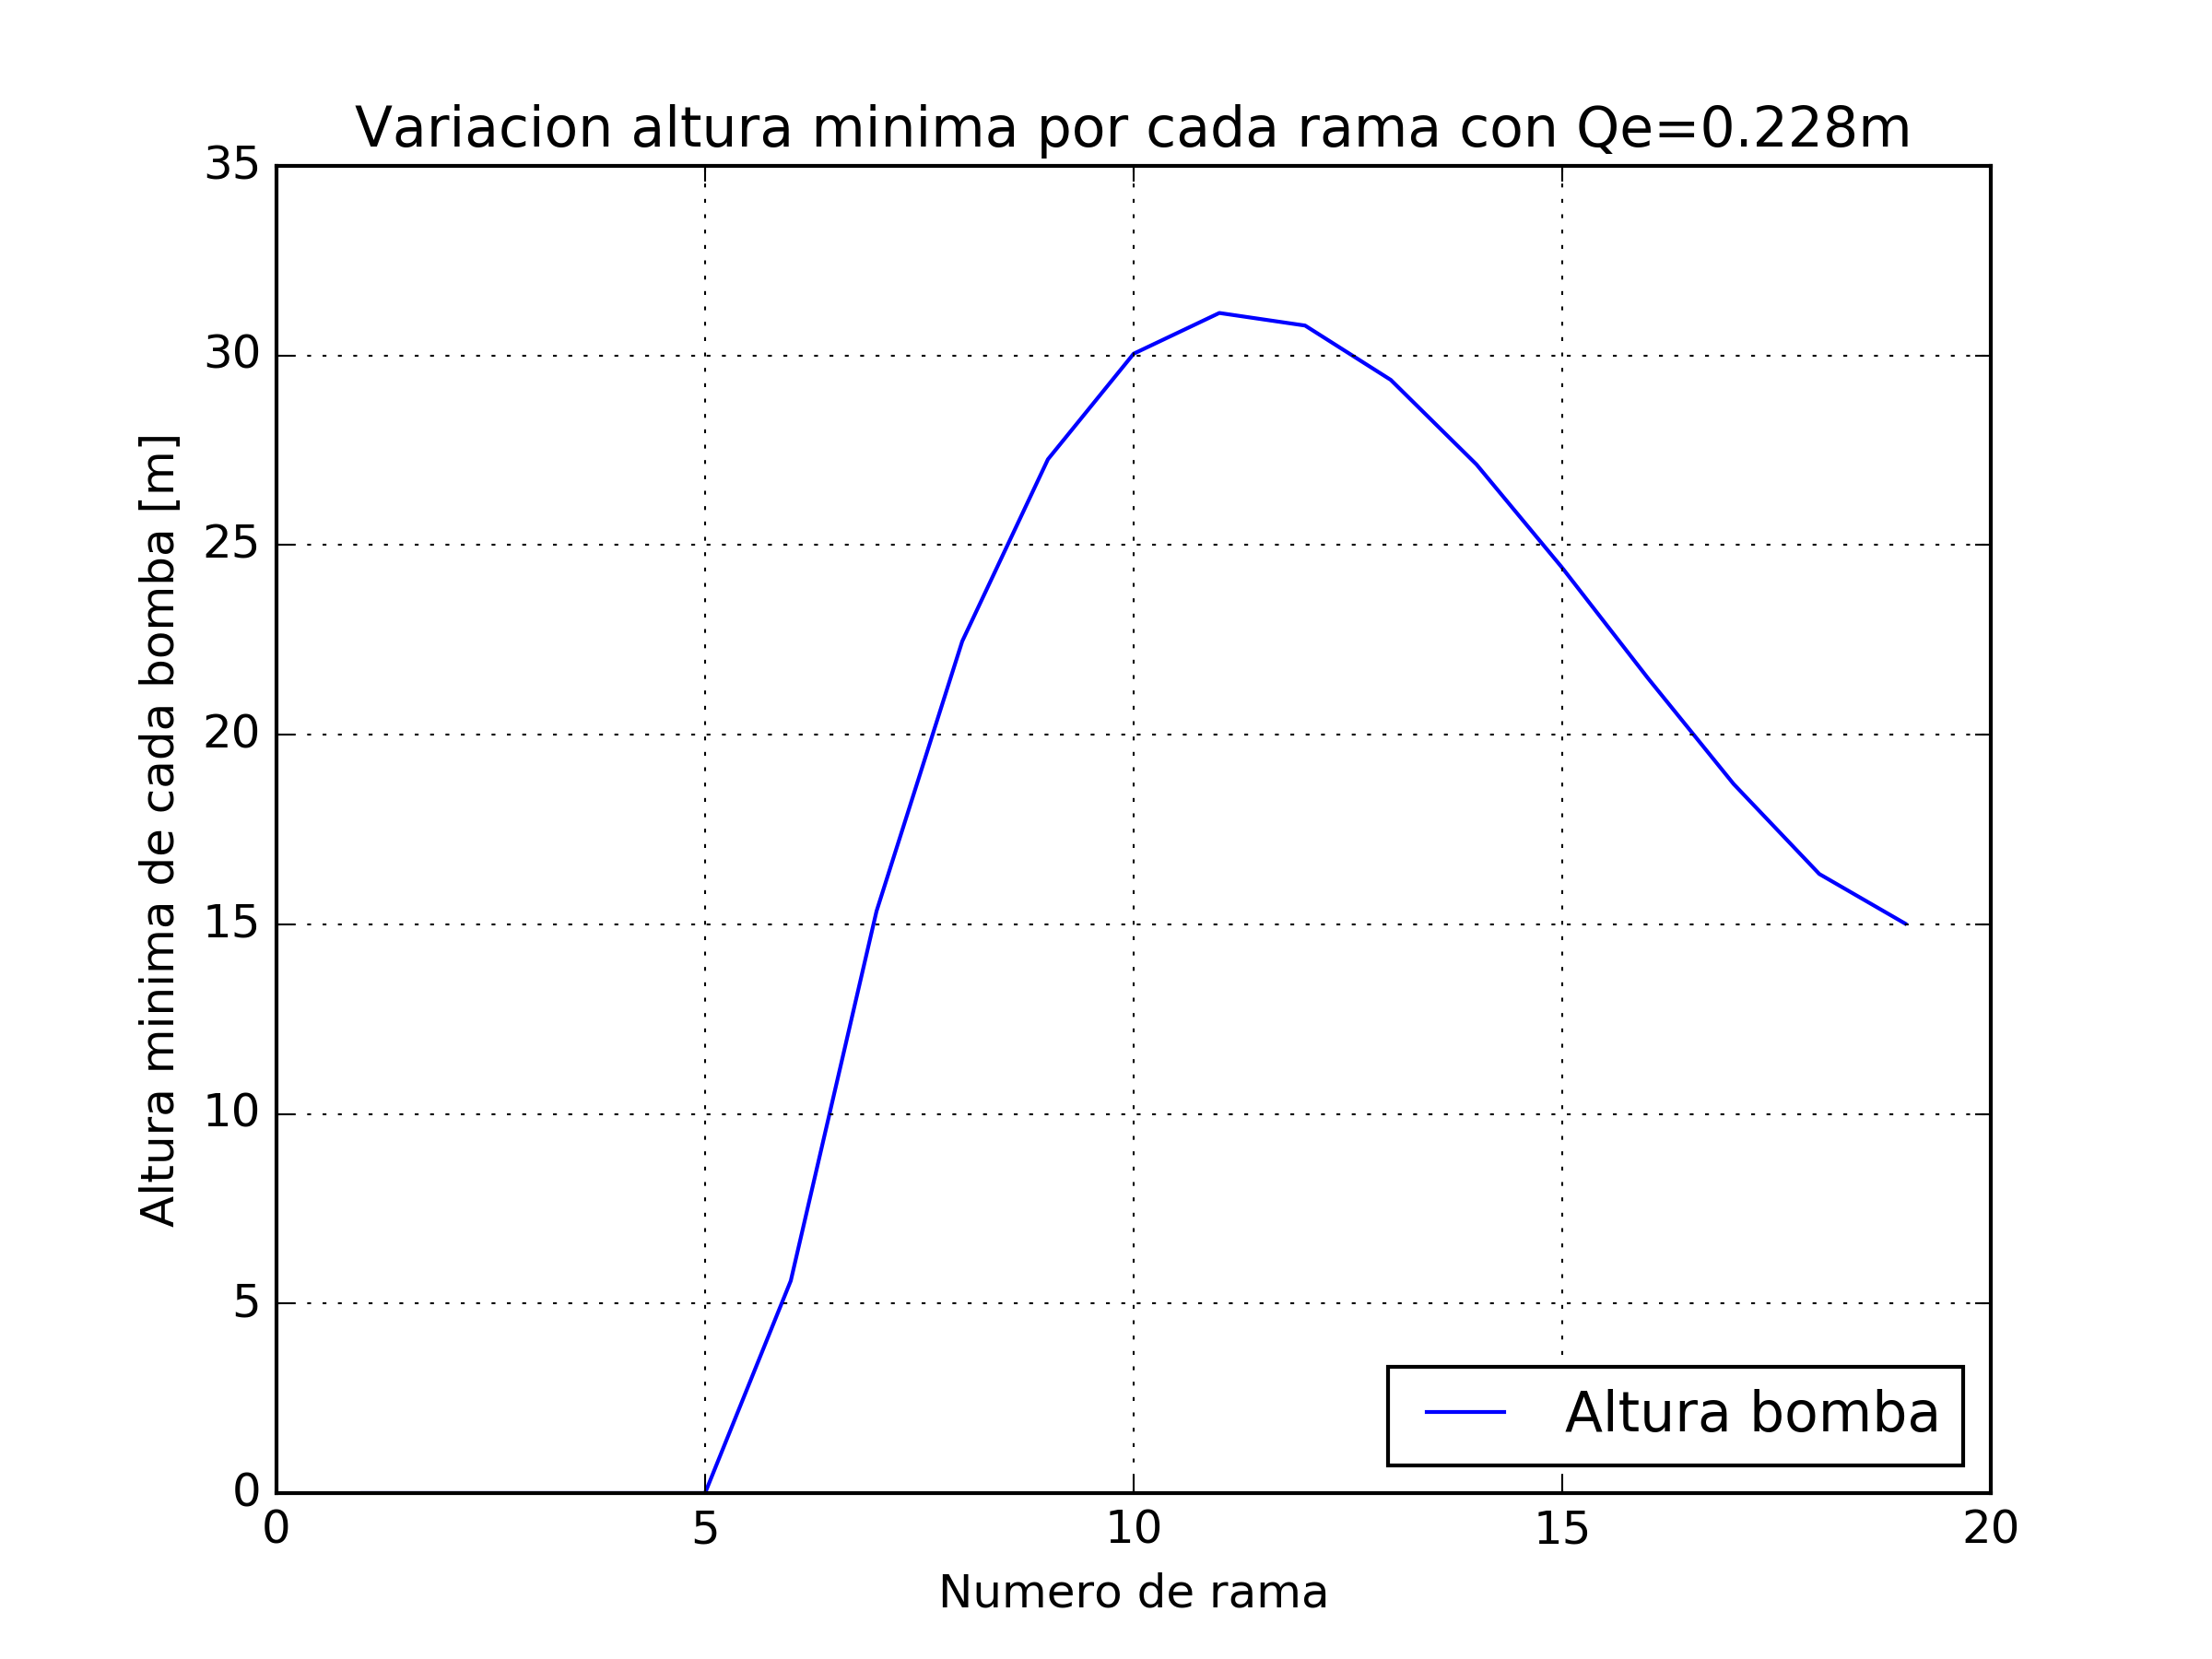 Variacion altura minima por cada rama con Qe=0.228m
Altura minima de cada bomba [m]
35
30
25
20
15
10
5
0
Altura bomba
0 5 10 15 20
Numero de rama